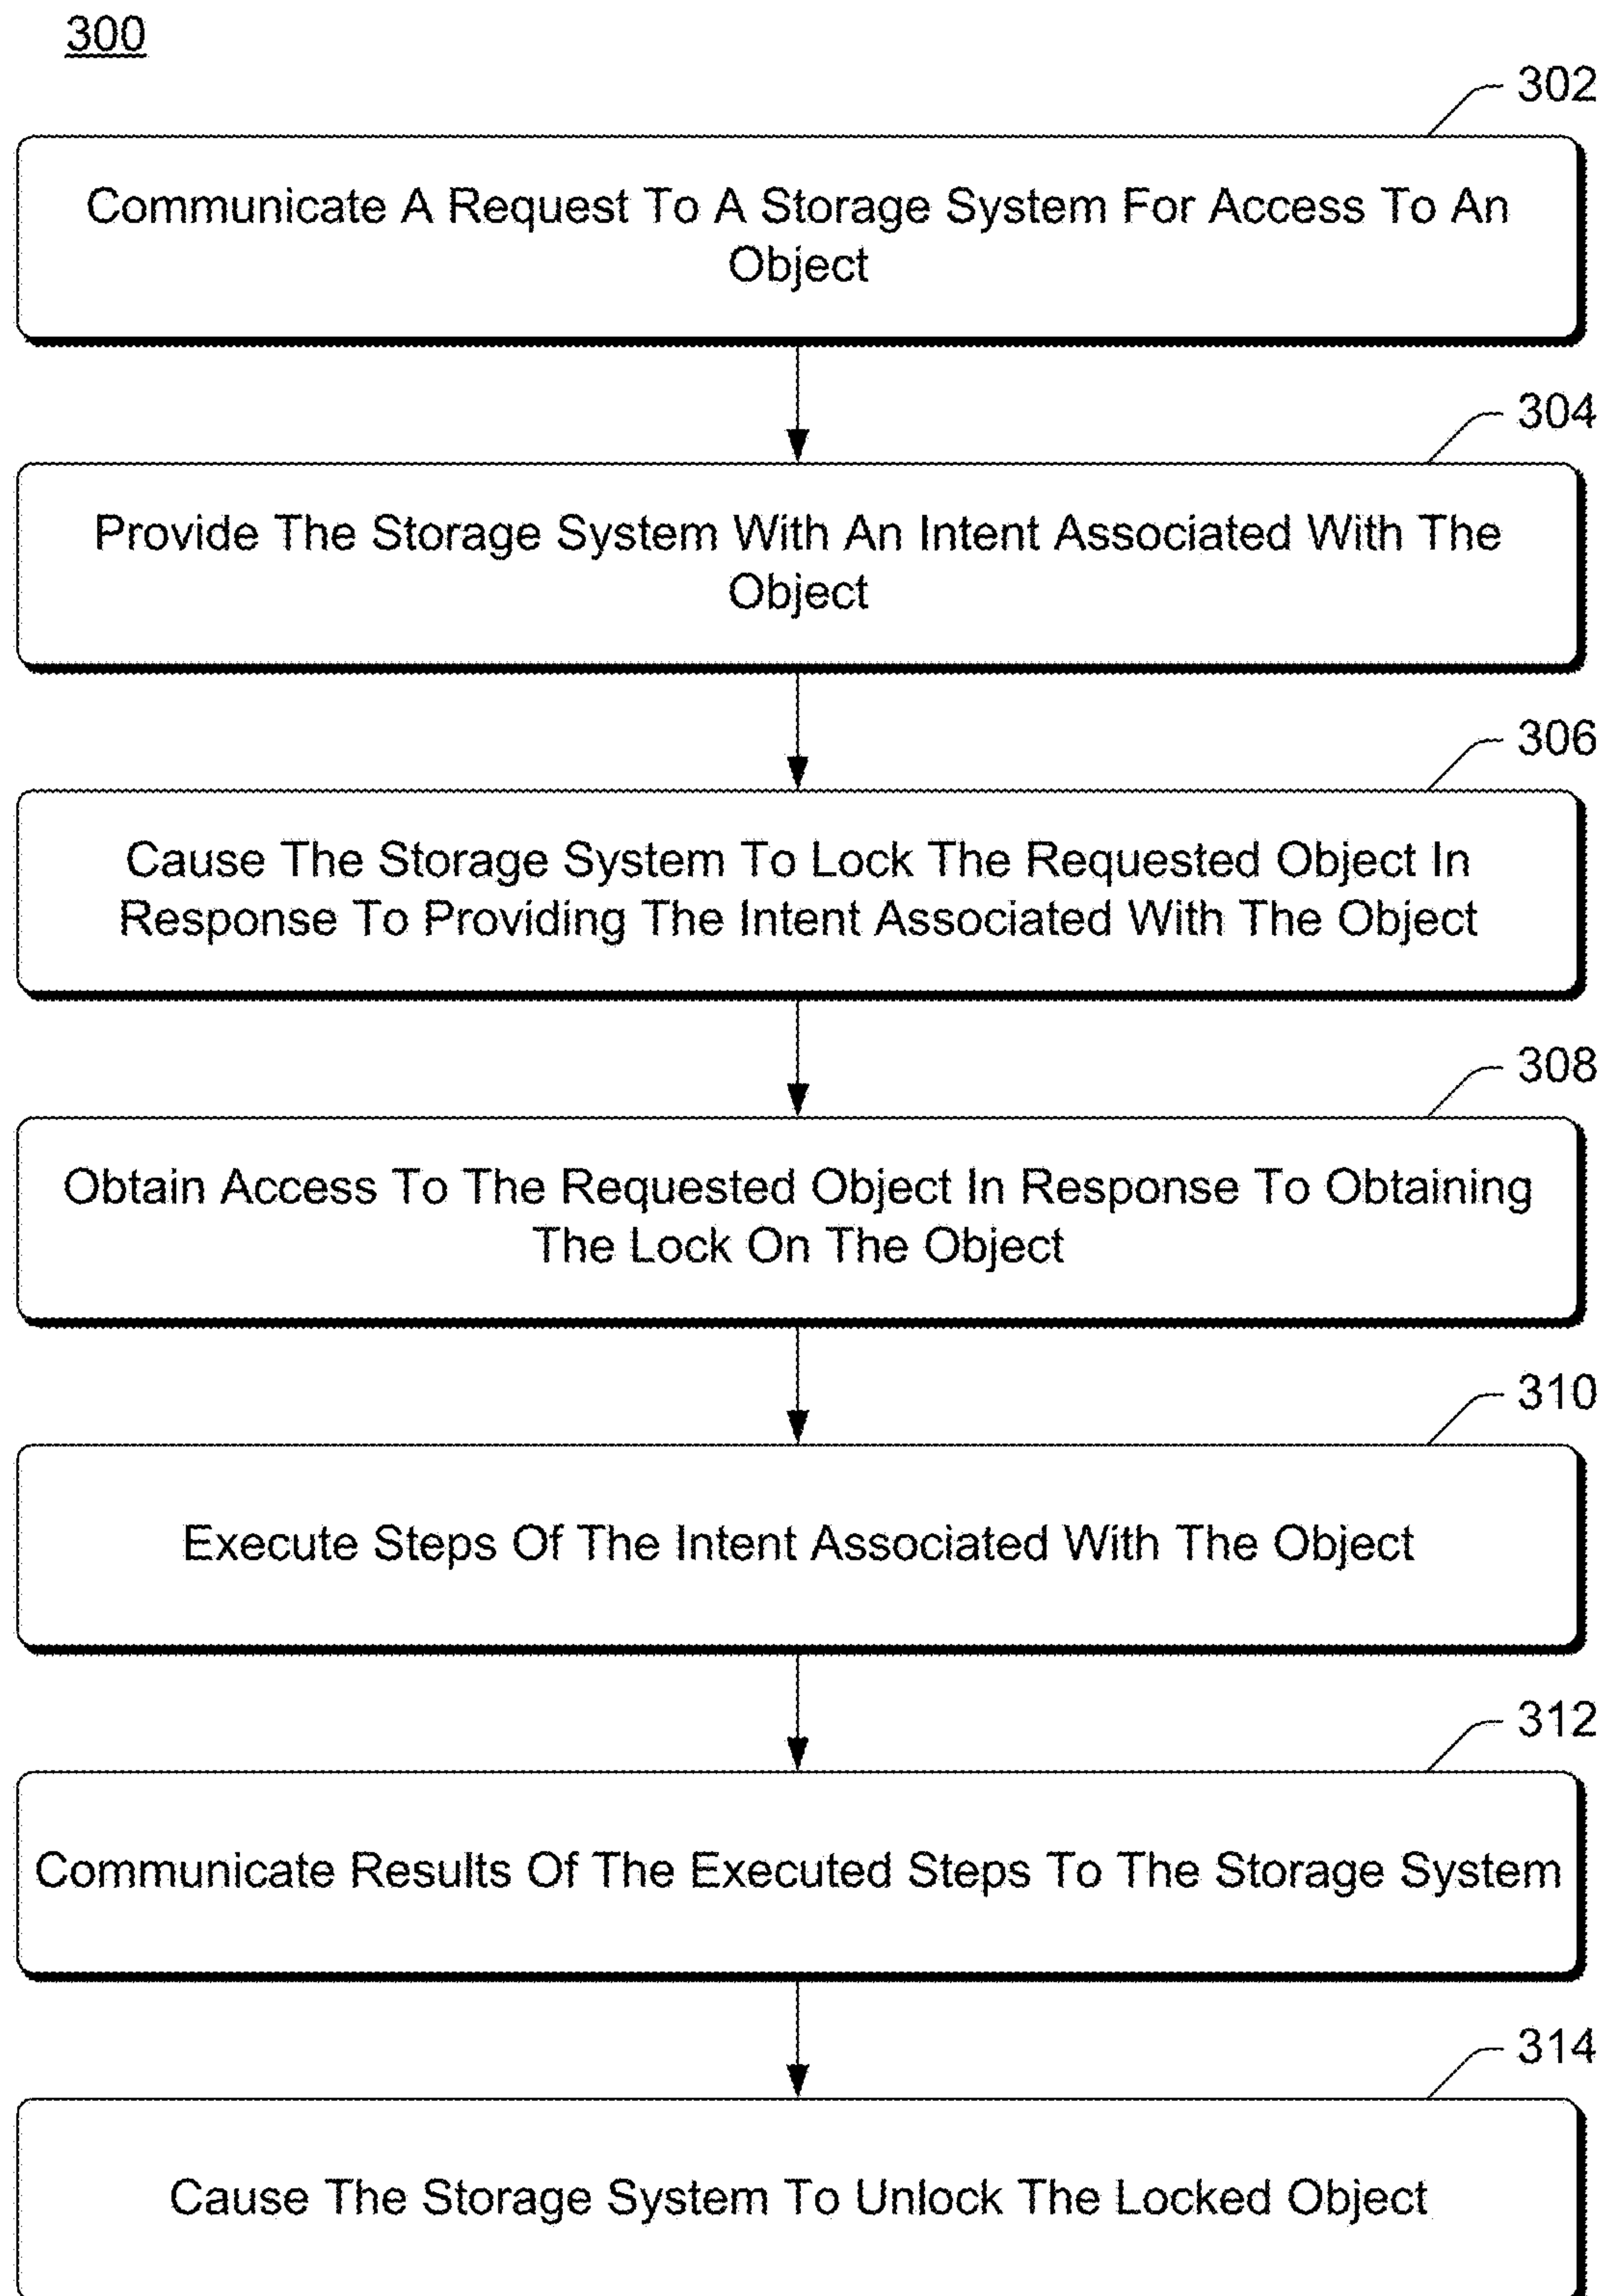 300
302
Communicate A Request To A Storage System For Access To An
Object
304
Provide The Storage System With An Intent Associated With The
Object
306
Cause The Storage System To Lock The Requested Object In
Response To Providing The Intent Associated With The Object
308
Obtain Access To The Requested Object In Response To Obtaining
The Lock On The Object
310
Execute Steps Of The Intent Associated With The Object
312
Communicate Results Of The Executed Steps To The Storage System
314
Cause The Storage System To Unlock The Locked Object